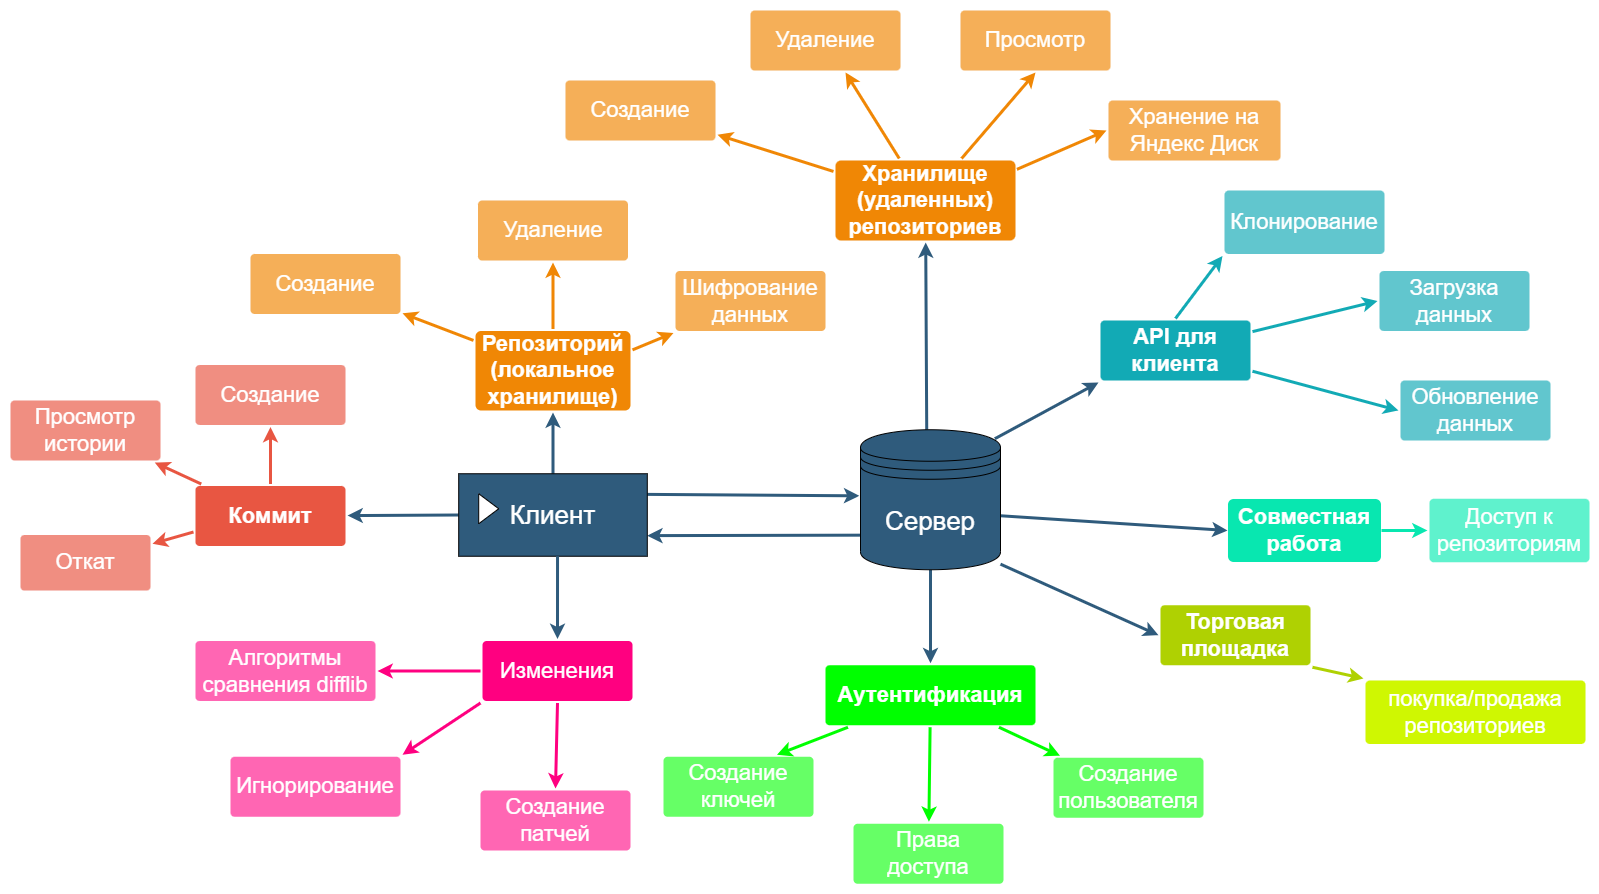 Удаление
Просмотр
Создание
Хранение на
Яндекс Диск
Хранилище
(удаленных)
репозиториев
Клонирование
Удаление
Создание
Шифрование
данных
Загрузка
данных
Репозиторий
(локальное
хранилище)
API для
клиента
Создание
Просмотр
истории
Обновление
данных
Коммит
Клиент
Сервер
Совместная
работа
Доступ к
репозиториям
Откат
Торговая
площадка
Алгоритмы
сравнения difflib
Изменения
Аутентификация
покупка/продажа
репозиториев
Игнорирование
Создание
патчей
Создание
ключей
Создание
пользователя
Права
доступа